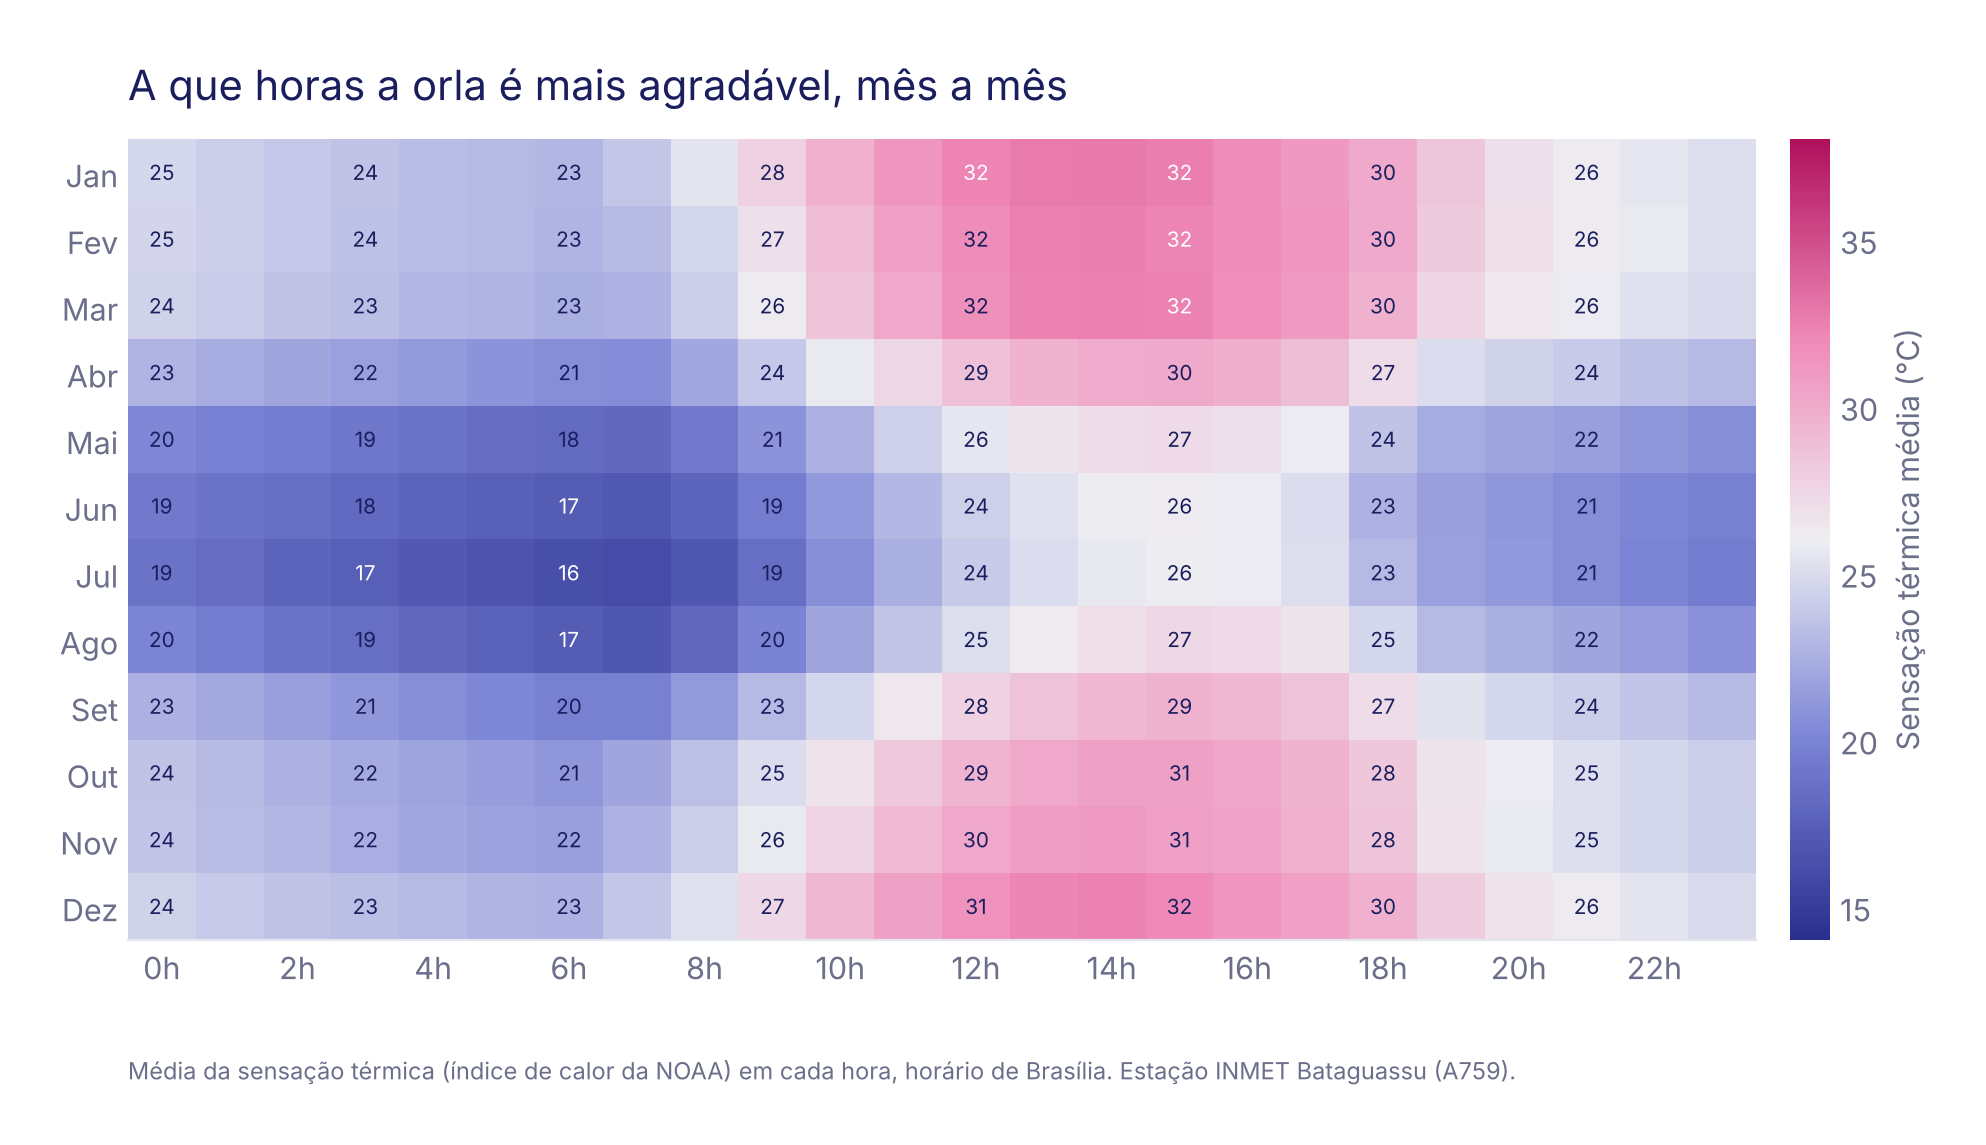 A que horas a orla é mais agradável, mês a mês
Jan 25 24 23 28 32 32 30 26
Fev 25 24 23 27 32 32 30 26
Mar 24 23 23 26 32 32 30 26
Abr 23 22 21 24 29 30 27 24
Mai 20 19 18 21 26 27 24 22
Jun 19 18 17 19 24 26 23 21
Jul 19 17 16 19 24 26 23 21
Ago 20 19 17 20 25 27 25 22
Set 23 21 20 23 28 29 27 24
Out 24 22 21 25 29 31 28 25
Nov 24 22 22 26 30 31 28 25
Dez 24 23 23 27 31 32 30 26
0h 2h 4h 6h 8h 10h 12h 14h 16h 18h 20h 22h
35
30
25
20
15
Sensação térmica média (°C)
Média da sensação térmica (índice de calor da NOAA) em cada hora, horário de Brasília. Estação INMET Bataguassu (A759).